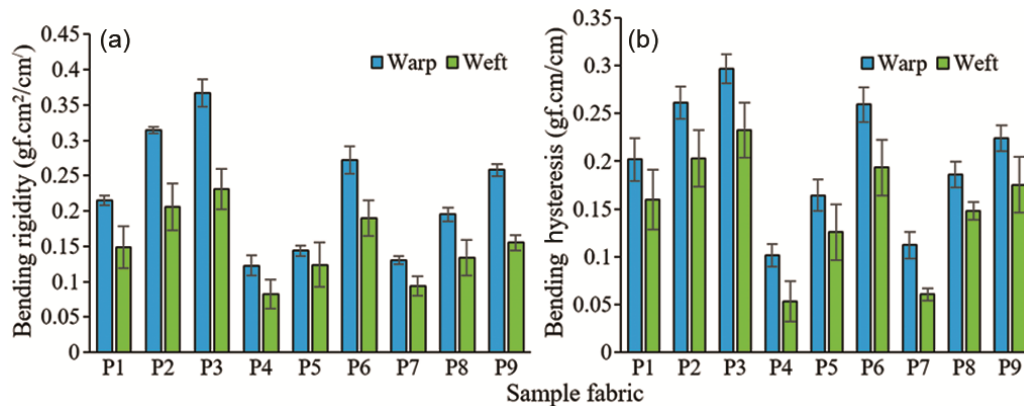 (a)
Warp Weft
Bending rigidity (gf.cm²/cm/)
0.45
0.4
0.35
0.3
0.25
0.2
0.15
0.1
0.05
0
P1 P2 P3 P4 P5 P6 P7 P8 P9
(b)
Warp Weft
Bending hysteresis (gf.cm/cm)
0.35
0.3
0.25
0.2
0.15
0.1
0.05
0
P1 P2 P3 P4 P5 P6 P7 P8 P9
Sample fabric